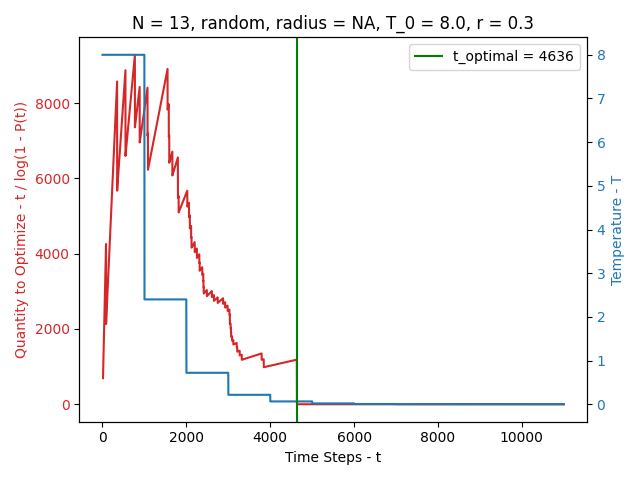 N = 13, random, radius = NA, T_0 = 8.0, r = 0.3
t_optimal = 4636
Quantity to Optimize - t / log(1 - P(t))
8000
6000
4000
2000
0
8
7
6
5
4
3
2
1
0
Temperature - T
0 2000 4000 6000 8000 10000
Time Steps - t